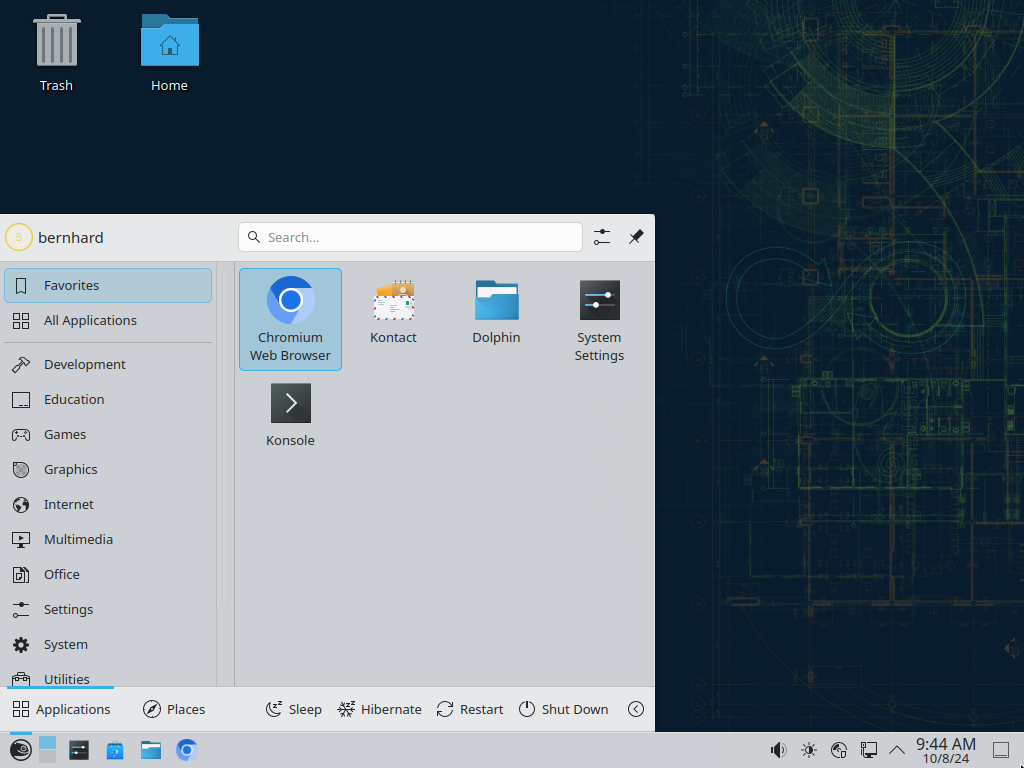 Trash
Home
B
bernhard
Search...
Favorites
All Applications
Development
Education
Games
Graphics
Internet
Multimedia
Office
Settings
System
Utilities
Chromium
Web Browser
Kontact
Dolphin
System
Settings
Konsole
Applications
Places
Sleep
Hibernate
Restart
Shut Down
9:44 AM
10/8/24